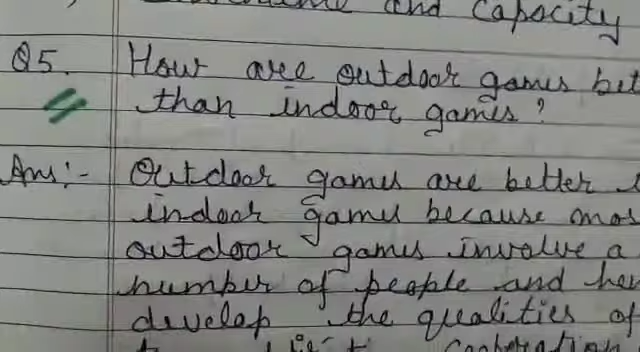 and Capacity
Q5. How are outdoor games bet
than indoor games?
Ans:- Outdoor games are better
indoor games because mos
outdoor games involve a
number of people and hen
develop the qualities of